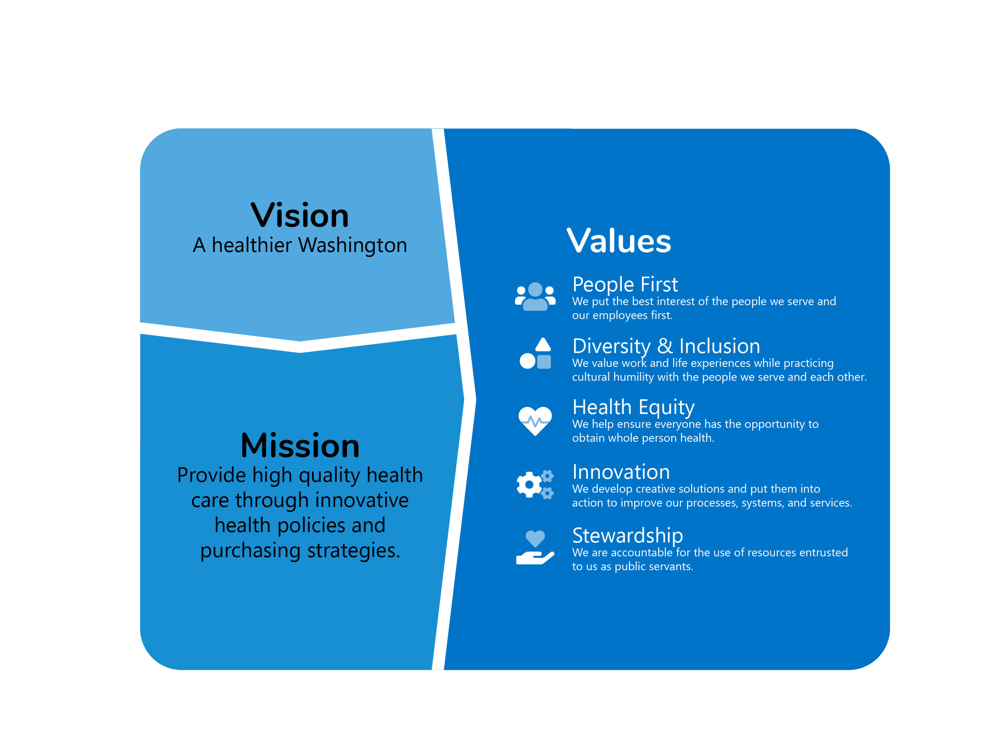 Vision
A healthier Washington
Mission
Provide high quality health
care through innovative
health policies and
purchasing strategies.
Values
People First
We put the best interest of the people we serve and
our employees first.
Diversity & Inclusion
We value work and life experiences while practicing
cultural humility with the people we serve and each other.
Health Equity
We help ensure everyone has the opportunity to
obtain whole person health.
Innovation
We develop creative solutions and put them into
action to improve our processes, systems, and services.
Stewardship
We are accountable for the use of resources entrusted
to us as public servants.